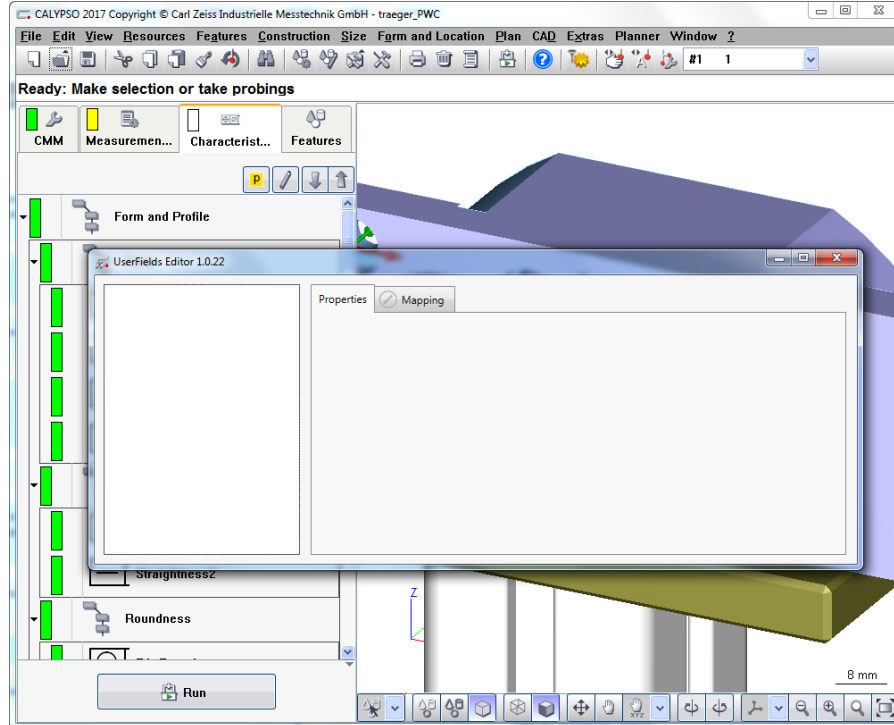 CALYPSO 2017 Copyright © Carl Zeiss Industrielle Messtechnik GmbH - traeger_PWC
File Edit View Resources Features Construction Size Form and Location Plan CAD Extras Planner Window ?
#1 1
Ready: Make selection or take probings
CMM Measuremen... Characterist... Features
P
Form and Profile
UserFields Editor 1.0.22
Properties Mapping
Straightness2
Z
Roundness
8 mm
Run
XYZ